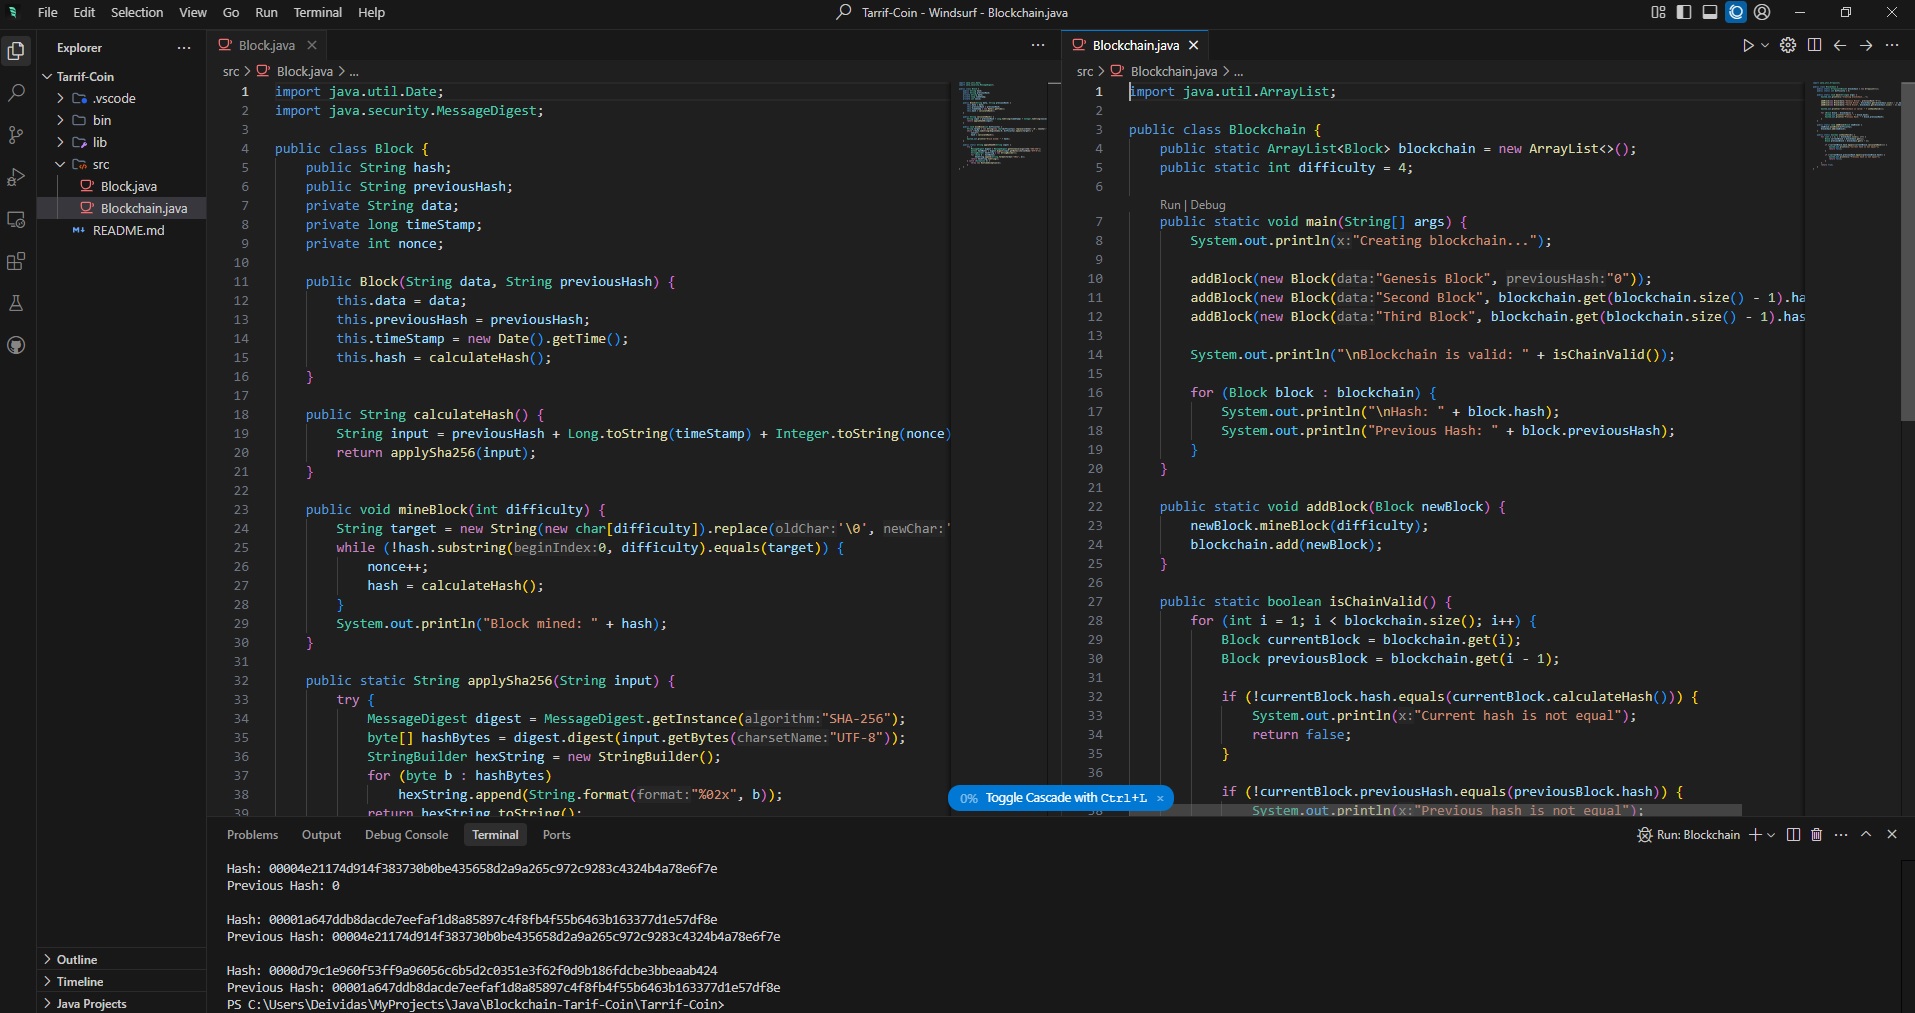 File Edit Selection View Go Run Terminal Help
Tarrif-Coin - Windsurf - Blockchain.java
Explorer
Tarrif-Coin
.vscode
bin
lib
src
Block.java
Blockchain.java
README.md
Outline
Timeline
Java Projects
Block.java
src > Block.java > ...
1 import java.util.Date;
2 import java.security.MessageDigest;
3
4 public class Block {
5 public String hash;
6 public String previousHash;
7 private String data;
8 private long timeStamp;
9 private int nonce;
10
11 public Block(String data, String previousHash) {
12 this.data = data;
13 this.previousHash = previousHash;
14 this.timeStamp = new Date().getTime();
15 this.hash = calculateHash();
16 }
17
18 public String calculateHash() {
19 String input = previousHash + Long.toString(timeStamp) + Integer.toString(nonce)
20 return applySha256(input);
21 }
22
23 public void mineBlock(int difficulty) {
24 String target = new String(new char[difficulty]).replace(oldChar:'\0', newChar:'
25 while (!hash.substring(beginIndex:0, difficulty).equals(target)) {
26 nonce++;
27 hash = calculateHash();
28 }
29 System.out.println("Block mined: " + hash);
30 }
31
32 public static String applySha256(String input) {
33 try {
34 MessageDigest digest = MessageDigest.getInstance(algorithm:"SHA-256");
35 byte[] hashBytes = digest.digest(input.getBytes(charsetName:"UTF-8"));
36 StringBuilder hexString = new StringBuilder();
37 for (byte b : hashBytes)
38 hexString.append(String.format(format:"%02x", b));
39 return hexString.toString();
Blockchain.java
src > Blockchain.java > ...
1 import java.util.ArrayList;
2
3 public class Blockchain {
4 public static ArrayList<Block> blockchain = new ArrayList<>();
5 public static int difficulty = 4;
6
Run | Debug
7 public static void main(String[] args) {
8 System.out.println(x:"Creating blockchain...");
9
10 addBlock(new Block(data:"Genesis Block", previousHash:"0"));
11 addBlock(new Block(data:"Second Block", blockchain.get(blockchain.size() - 1).ha
12 addBlock(new Block(data:"Third Block", blockchain.get(blockchain.size() - 1).has
13
14 System.out.println("\nBlockchain is valid: " + isChainValid());
15
16 for (Block block : blockchain) {
17 System.out.println("\nHash: " + block.hash);
18 System.out.println("Previous Hash: " + block.previousHash);
19 }
20 }
21
22 public static void addBlock(Block newBlock) {
23 newBlock.mineBlock(difficulty);
24 blockchain.add(newBlock);
25 }
26
27 public static boolean isChainValid() {
28 for (int i = 1; i < blockchain.size(); i++) {
29 Block currentBlock = blockchain.get(i);
30 Block previousBlock = blockchain.get(i - 1);
31
32 if (!currentBlock.hash.equals(currentBlock.calculateHash())) {
33 System.out.println(x:"Current hash is not equal");
34 return false;
35 }
36
37 if (!currentBlock.previousHash.equals(previousBlock.hash)) {
38 System.out.println(x:"Previous hash is not equal");
0% Toggle Cascade with Ctrl+L ×
Problems Output Debug Console Terminal Ports
Run: Blockchain
Hash: 00004e21174d914f383730b0be435658d2a9a265c972c9283c4324b4a78e6f7e
Previous Hash: 0
Hash: 00001a647ddb8dacde7eefaf1d8a85897c4f8fb4f55b6463b163377d1e57df8e
Previous Hash: 00004e21174d914f383730b0be435658d2a9a265c972c9283c4324b4a78e6f7e
Hash: 0000d79c1e960f53ff9a96056c6b5d2c0351e3f62f0d9b186fdcbe3bbeaab424
Previous Hash: 00001a647ddb8dacde7eefaf1d8a85897c4f8fb4f55b6463b163377d1e57df8e
PS C:\Users\Deividas\MyProjects\Java\Blockchain-Tarif-Coin\Tarrif-Coin>